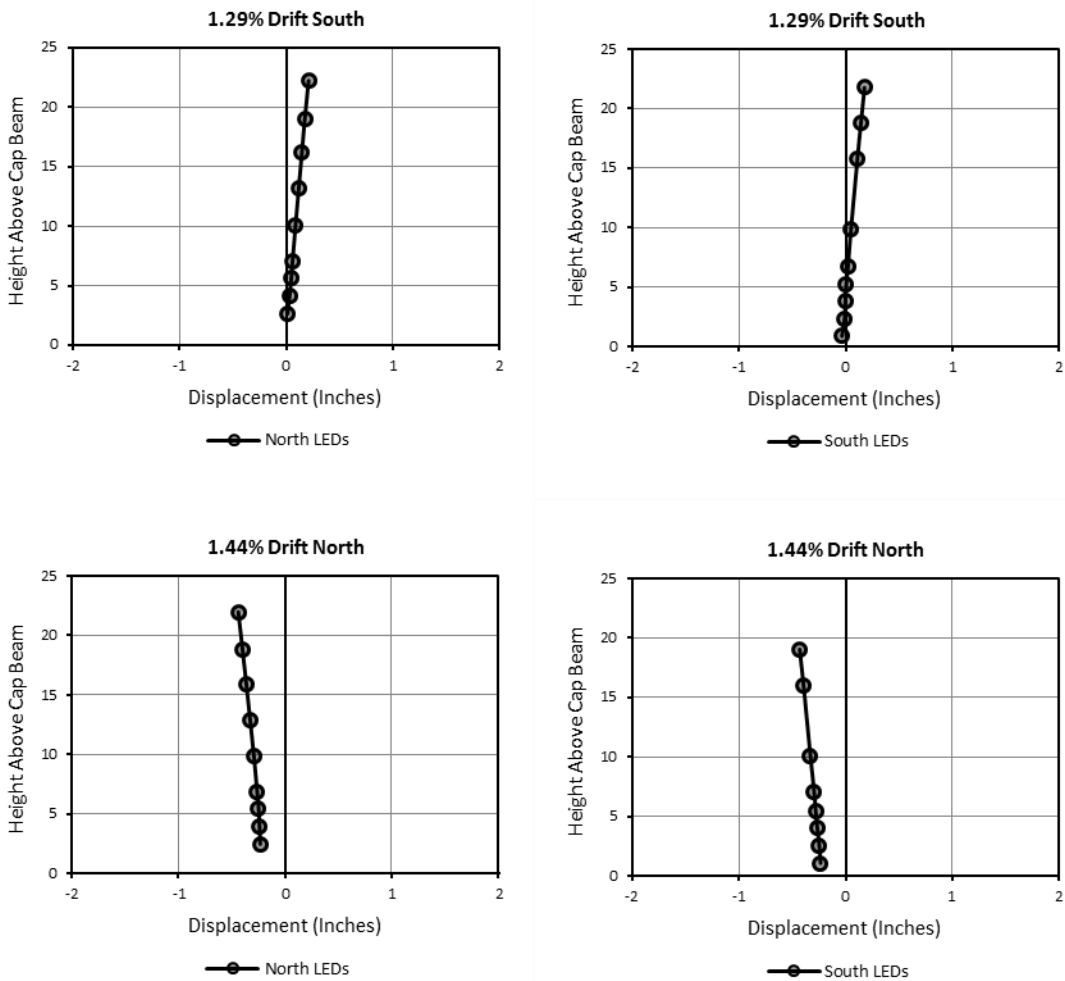 1.29% Drift South
25
20
15
10
5
0
Height Above Cap Beam
-2 -1 0 1 2
Displacement (Inches)
North LEDs
1.29% Drift South
25
20
15
10
5
0
Height Above Cap Beam
-2 -1 0 1 2
Displacement (Inches)
South LEDs
1.44% Drift North
25
20
15
10
5
0
Height Above Cap Beam
-2 -1 0 1 2
Displacement (Inches)
North LEDs
1.44% Drift North
25
20
15
10
5
0
Height Above Cap Beam
-2 -1 0 1 2
Displacement (Inches)
South LEDs